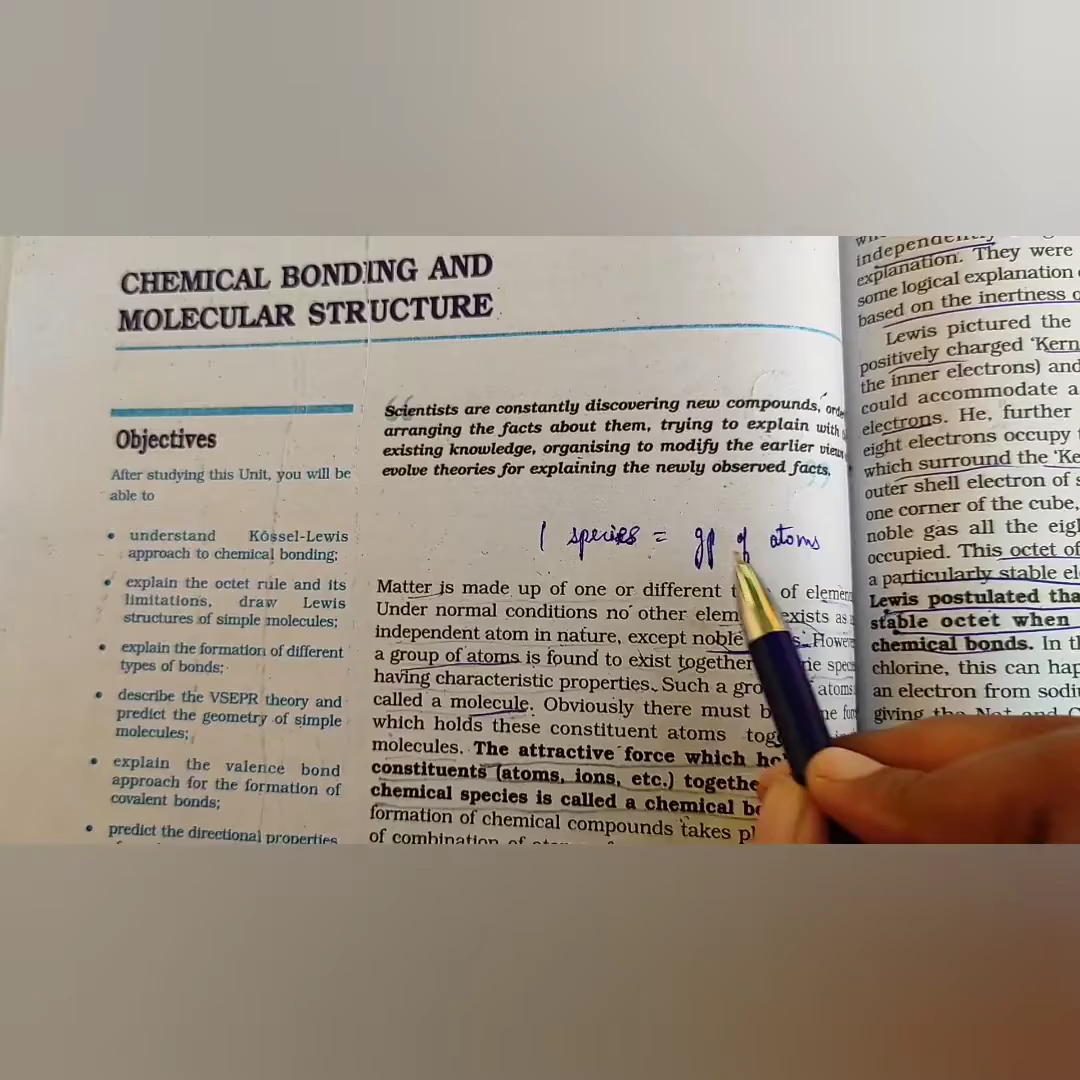 CHEMICAL BONDING AND
MOLECULAR STRUCTURE
Objectives
After studying this Unit, you will be
able to
• understand Kössel-Lewis
approach to chemical bonding;
• explain the octet rule and its
limitations, draw Lewis
structures of simple molecules;
• explain the formation of different
types of bonds;
• describe the VSEPR theory and
predict the geometry of simple
molecules;
• explain the valence bond
approach for the formation of
covalent bonds;
• predict the directional properties
Scientists are constantly discovering new compounds,
arranging the facts about them, trying to explain with
existing knowledge, organising to modify the earlier views
evolve theories for explaining the newly observed facts.
1 species = gp of atoms
Matter is made up of one or different of
Under normal conditions no other exists as
independent atom in nature, except noble
a group of atoms is found to exist together
having characteristic properties. Such a atoms
called a molecule. Obviously there must
which holds these constituent atoms
molecules. The attractive force which
constituents (atoms, ions, etc.)
chemical species is called a chemical
formation of chemical compounds takes
of combination of
independently
explanation. They were
some logical explanation
based on the inertness
Lewis pictured the
positively charged
the inner electrons) and
could accommodate a
electrons. He, further
eight electrons occupy
which surround the
outer shell electron of
one corner of the cube,
noble gas all the
occupied. This octet of
a particularly stable
Lewis postulated
stable octet when
chemical bonds. In
chlorine, this can
an electron from
giving the Na+ and